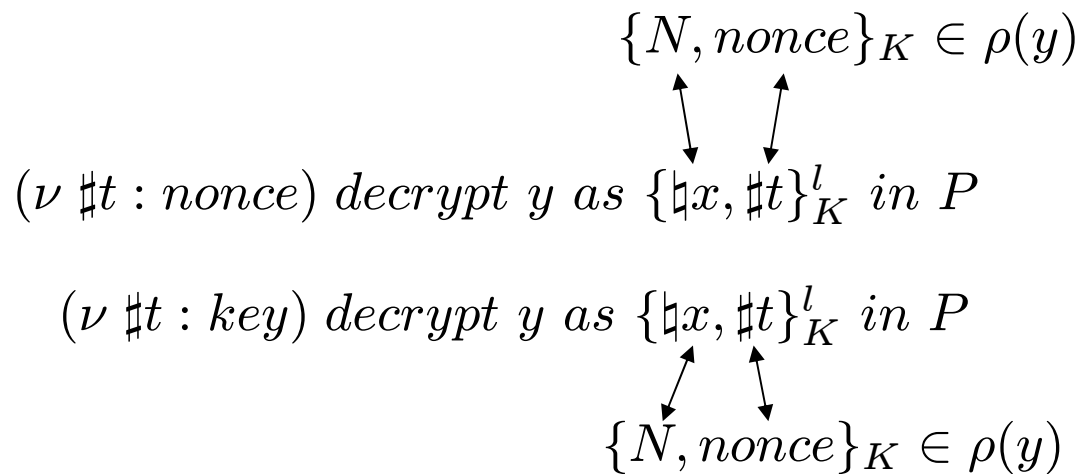 {N, nonce}_K ∈ ρ(y)
(ν ♯t : nonce) decrypt y as {♮x, ♯t}^l_K in P
(ν ♯t : key) decrypt y as {♮x, ♯t}^l_K in P
{N, nonce}_K ∈ ρ(y)